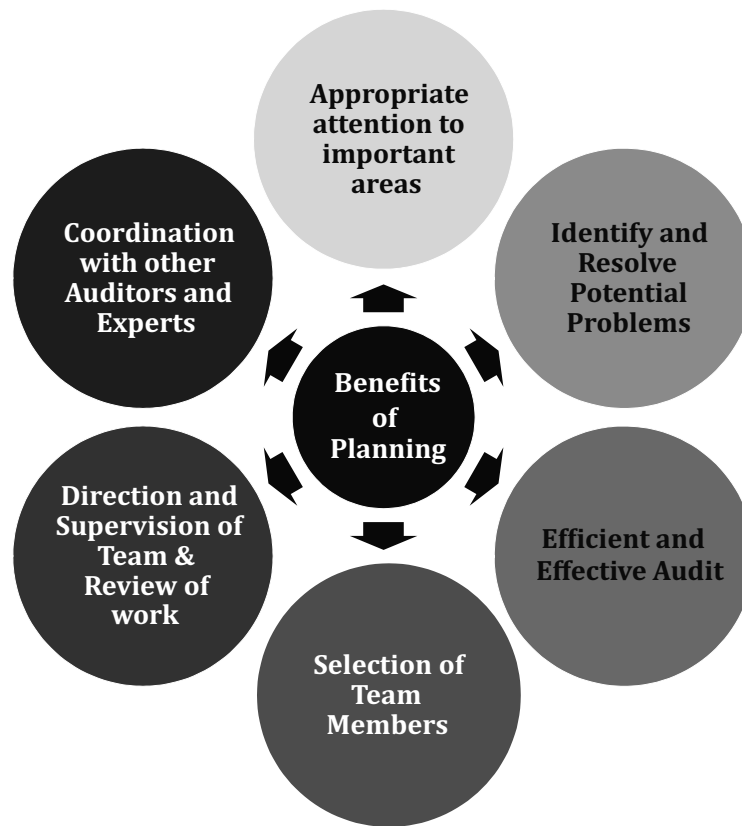 Appropriate
attention to
important
areas
Identify and
Resolve
Potential
Problems
Efficient and
Effective Audit
Selection of
Team
Members
Direction and
Supervision of
Team &
Review of
work
Coordination
with other
Auditors and
Experts
Benefits
of
Planning